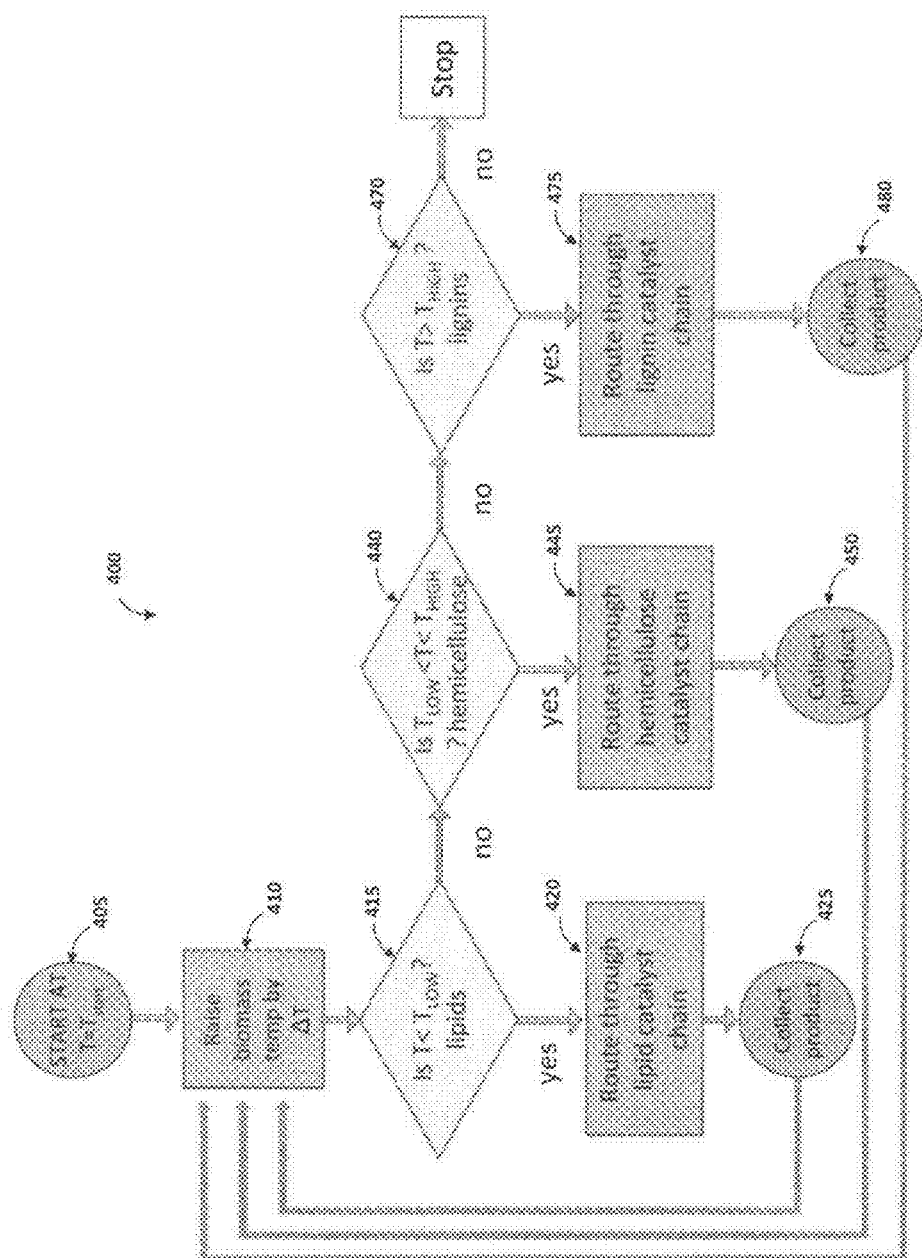 400
START AT
405
Raise
biomass
temp by
ΔT
410
Is T< T_LOW?
lipids
415
no
yes
Route through
lipid catalyst
chain
420
Collect
product
425
Is T_LOW <T< T_HIGH
? hemicellulose
440
no
yes
Route through
hemicellulose
catalyst chain
445
Collect
product
450
Is T> T_HIGH ?
lignins
470
no
Stop
yes
Route through
lignin catalyst
chain
475
Collect
product
480